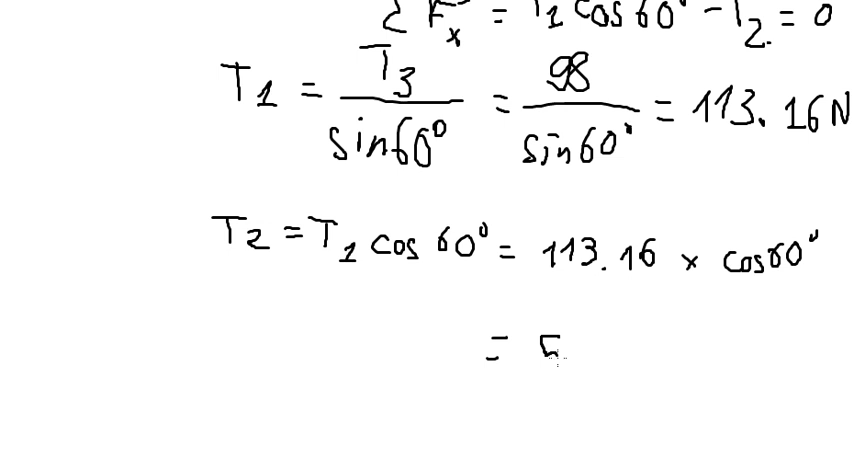 Σ Fx = T1 cos 60° - T2 = 0
T1 = T3 / sin60° = 98 / sin60° = 113.16N
T2 = T1 cos 60° = 113.16 x cos60°
= 5